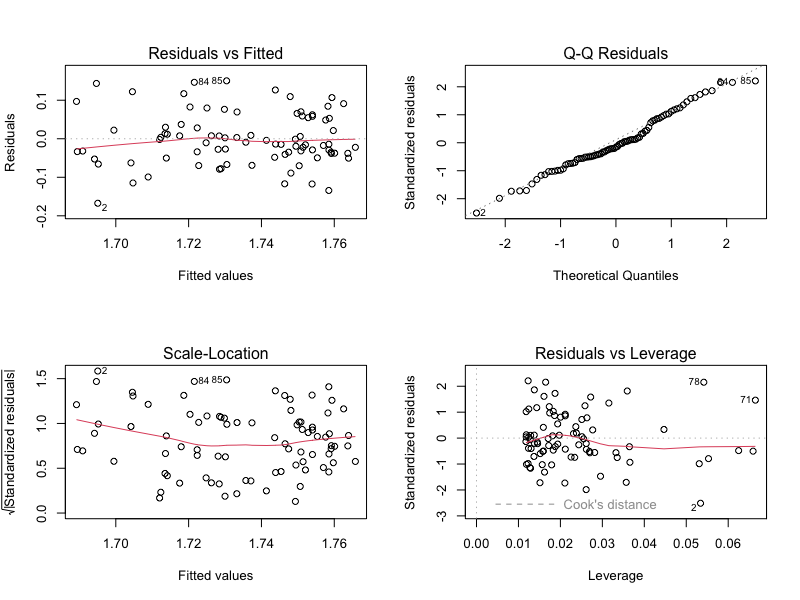 Residuals vs Fitted
Residuals
0.1
0.0
-0.1
-0.2
84 85
2
1.70 1.72 1.74 1.76
Fitted values
Q-Q Residuals
Standardized residuals
2
1
0
-1
-2
84 85
2
-2 -1 0 1 2
Theoretical Quantiles
Scale-Location
√|Standardized residuals|
1.5
1.0
0.5
0.0
2
84 85
1.70 1.72 1.74 1.76
Fitted values
Residuals vs Leverage
Standardized residuals
2
1
0
-1
-2
-3
78
71
2
Cook's distance
0.00 0.01 0.02 0.03 0.04 0.05 0.06
Leverage